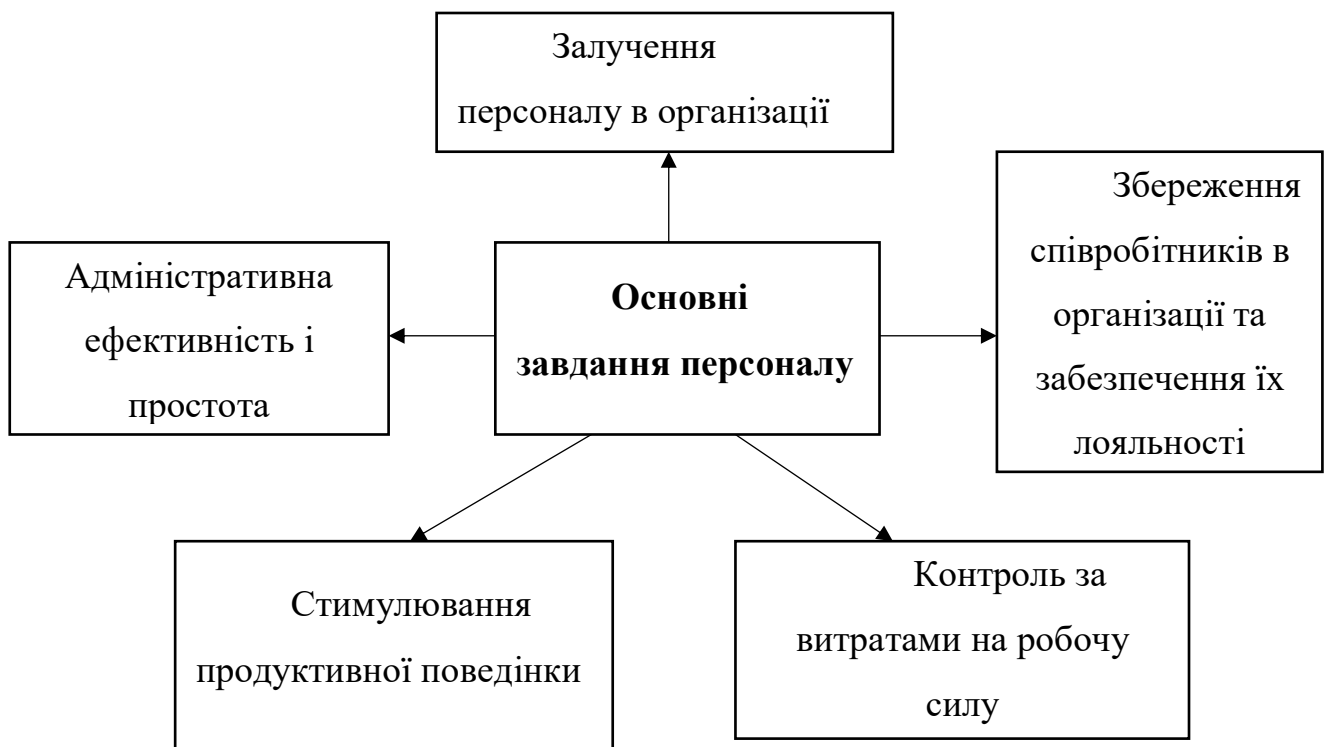 Залучення
персоналу в організації
Збереження
співробітників в
організації та
забезпечення їх
лояльності
Адміністративна
ефективність і
простота
Основні
завдання персоналу
Стимулювання
продуктивної поведінки
Контроль за
витратами на робочу
силу